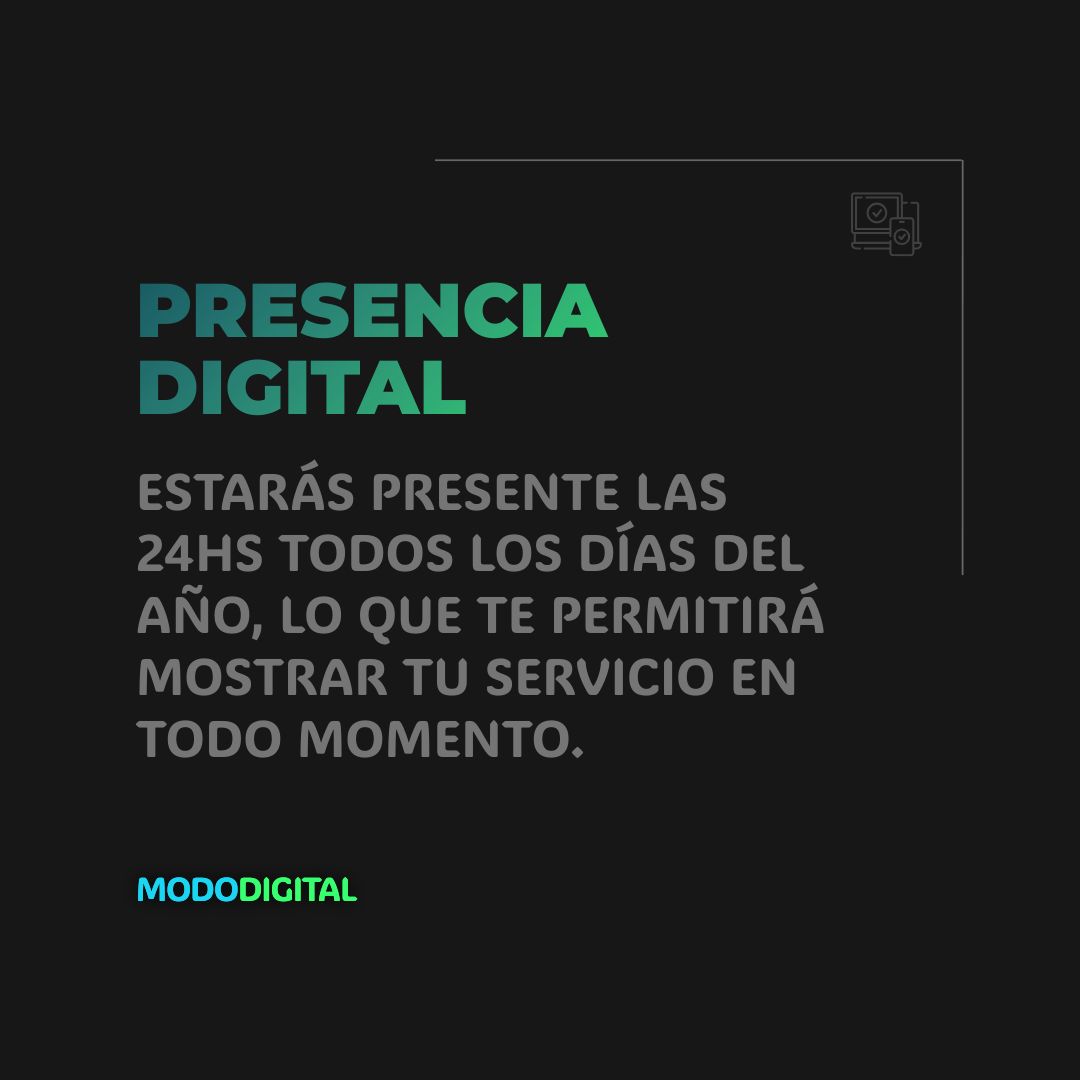 PRESENCIA
DIGITAL
ESTARÁS PRESENTE LAS
24HS TODOS LOS DÍAS DEL
AÑO, LO QUE TE PERMITIRÁ
MOSTRAR TU SERVICIO EN
TODO MOMENTO.
MODODIGITAL